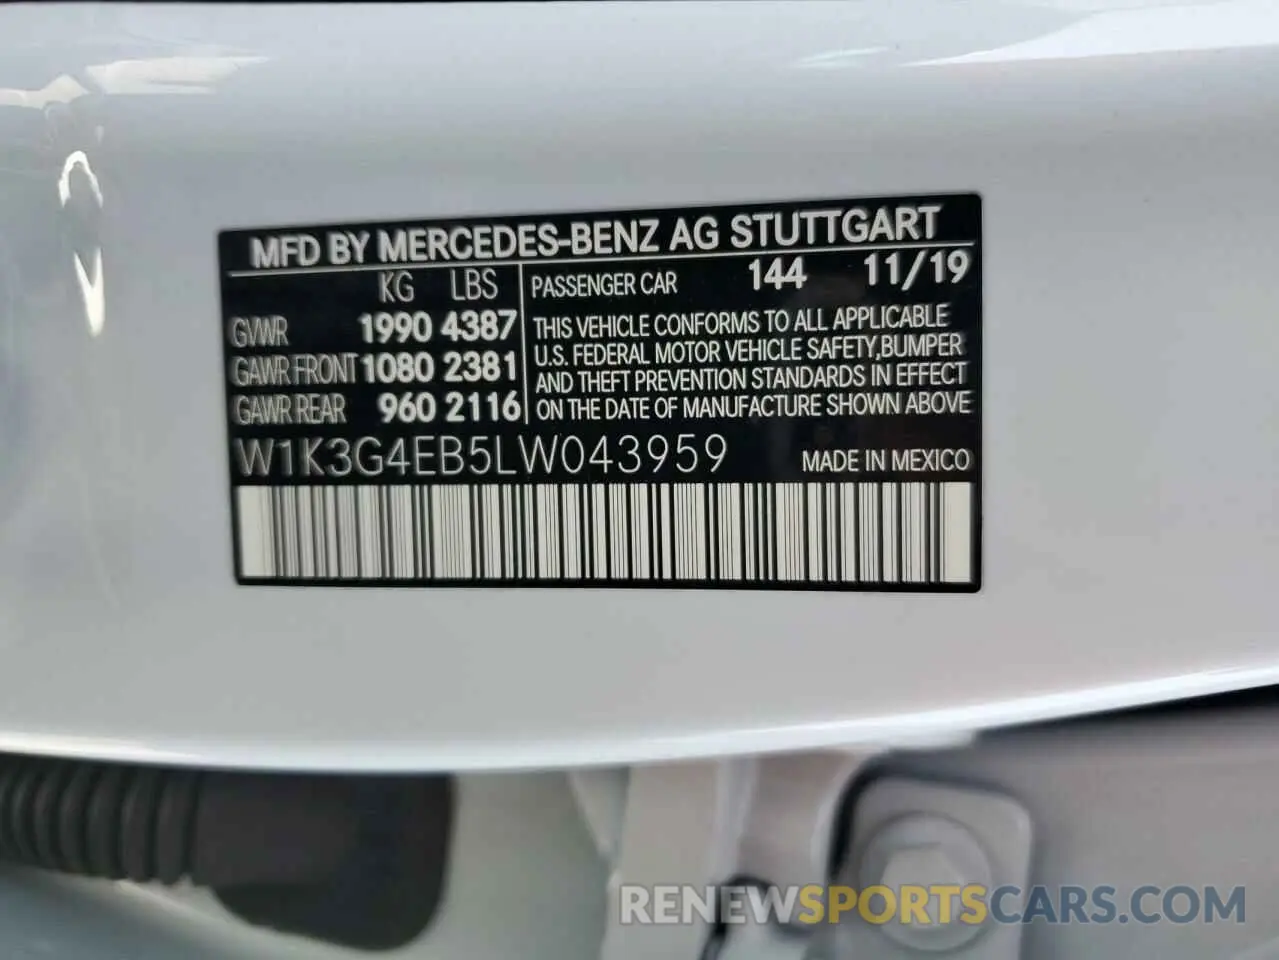 MFD BY MERCEDES-BENZ AG STUTTGART
KG LBS
GVWR 1990 4387
GAWR FRONT 1080 2381
GAWR REAR 960 2116
PASSENGER CAR 144 11/19
THIS VEHICLE CONFORMS TO ALL APPLICABLE
U.S. FEDERAL MOTOR VEHICLE SAFETY,BUMPER
AND THEFT PREVENTION STANDARDS IN EFFECT
ON THE DATE OF MANUFACTURE SHOWN ABOVE
W1K3G4EB5LW043959 MADE IN MEXICO
RENEWSPORTSCARS.COM